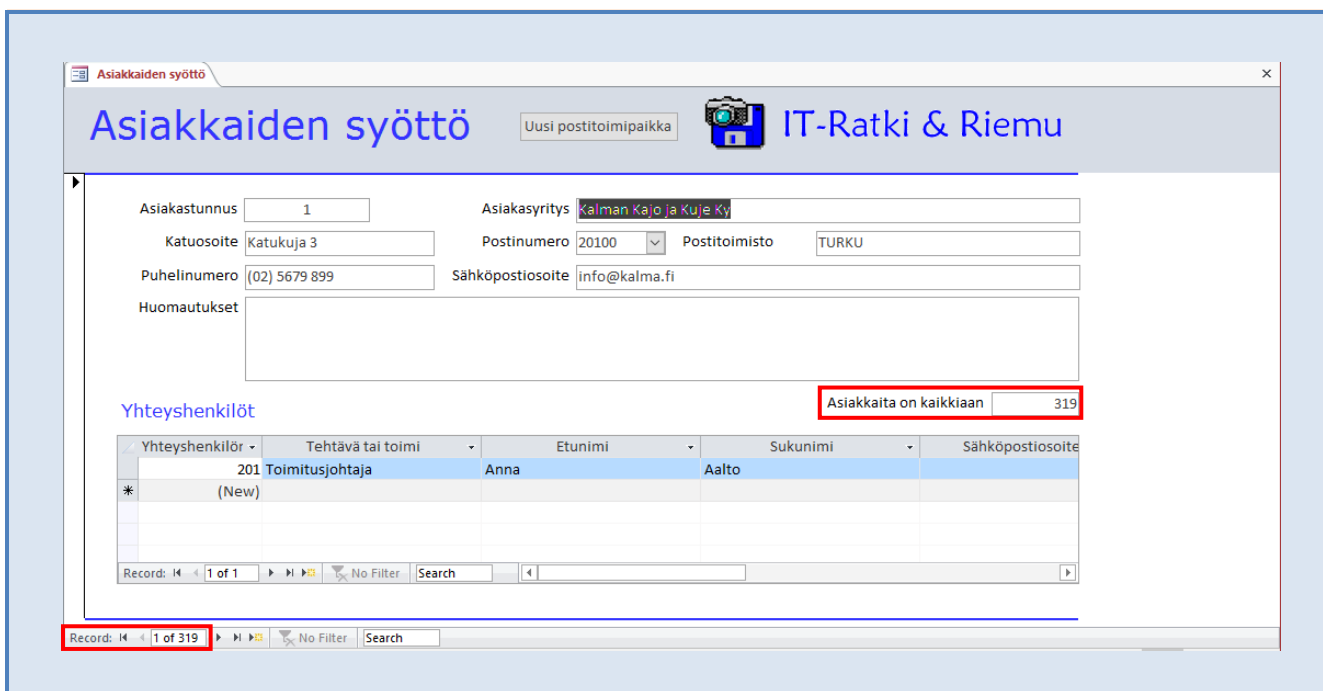 Asiakkaiden syöttö
Asiakkaiden syöttö Uusi postitoimipaikka IT-Ratki & Riemu
Asiakastunnus 1 Asiakasyritys Kalman Kajo ja Kuje Ky
Katuosoite Katukuja 3 Postinumero 20100 Postitoimisto TURKU
Puhelinumero (02) 5679 899 Sähköpostiosoite info@kalma.fi
Huomautukset
Asiakkaita on kaikkiaan 319
Yhteyshenkilöt
Yhteyshenkilör Tehtävä tai toimi Etunimi Sukunimi Sähköpostiosoite
201 Toimitusjohtaja Anna Aalto
(New)
Record: 1 of 1 No Filter Search
Record: 1 of 319 No Filter Search